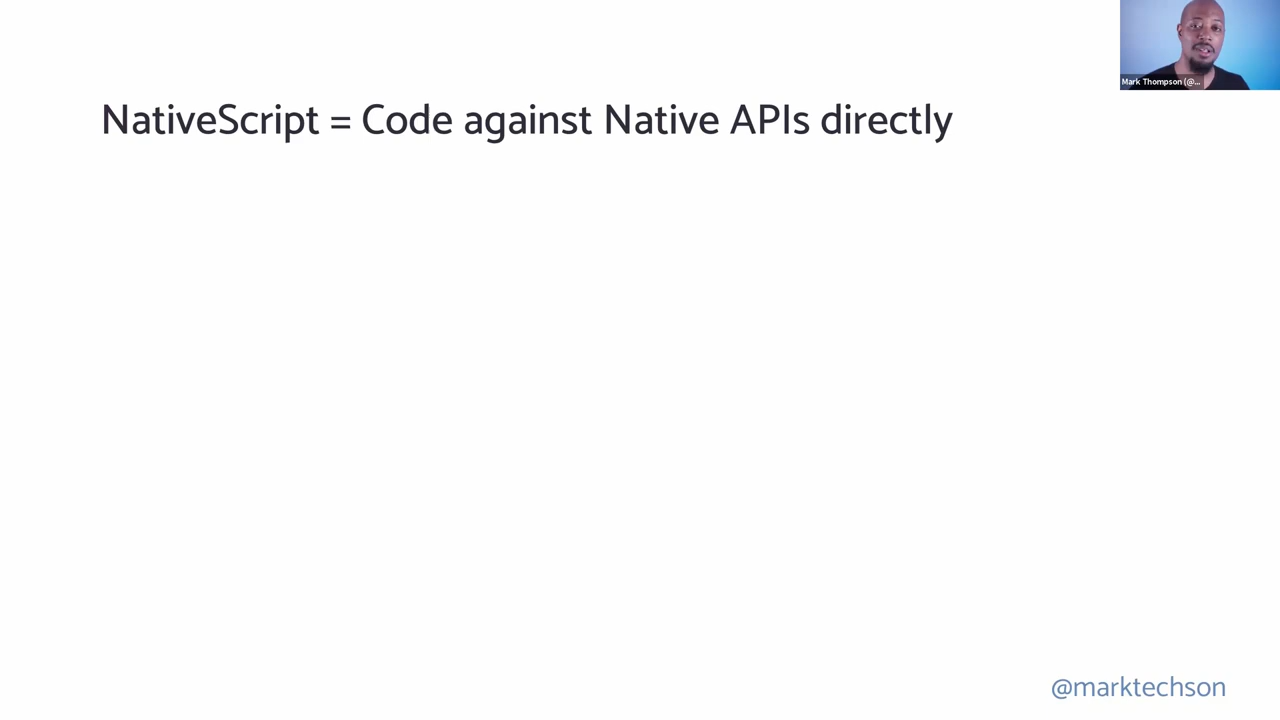 Mark Thompson (@...
NativeScript = Code against Native APIs directly
@marktechson